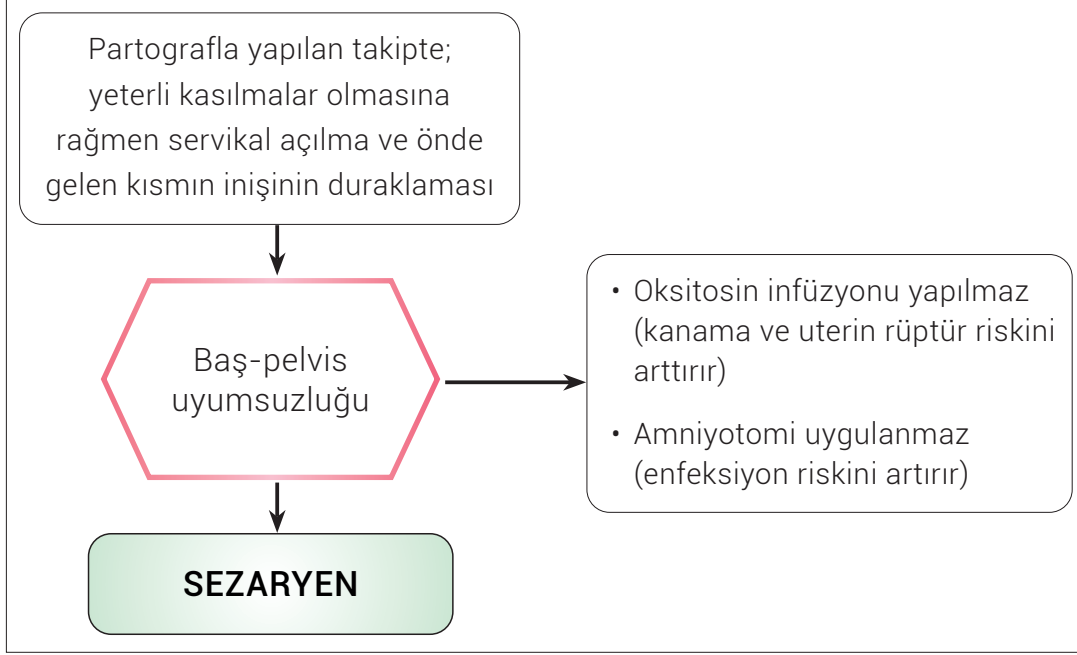 Partografla yapılan takipte;
yeterli kasılmalar olmasına
rağmen servikal açılma ve önde
gelen kısmın inişinin duraklaması
Baş-pelvis
uyumsuzluğu
• Oksitosin infüzyonu yapılmaz
(kanama ve uterin rüptür riskini
arttırır)
• Amniyotomi uygulanmaz
(enfeksiyon riskini artırır)
SEZARYEN